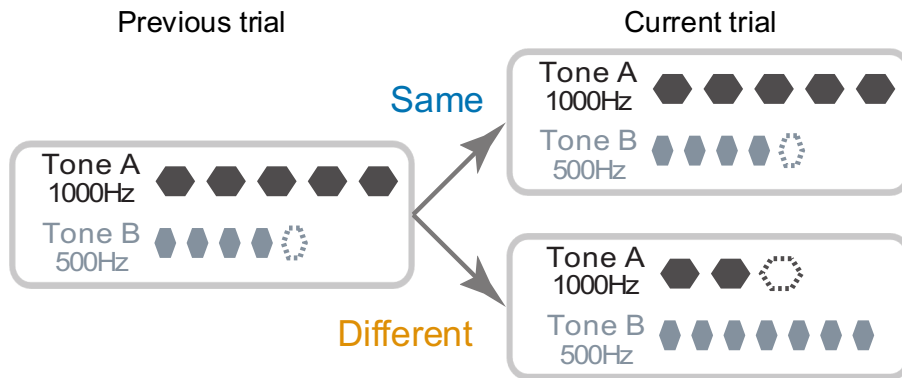 Previous trial
Current trial
Tone A
1000Hz
Tone B
500Hz
Same
Different
Tone A
1000Hz
Tone B
500Hz
Tone A
1000Hz
Tone B
500Hz